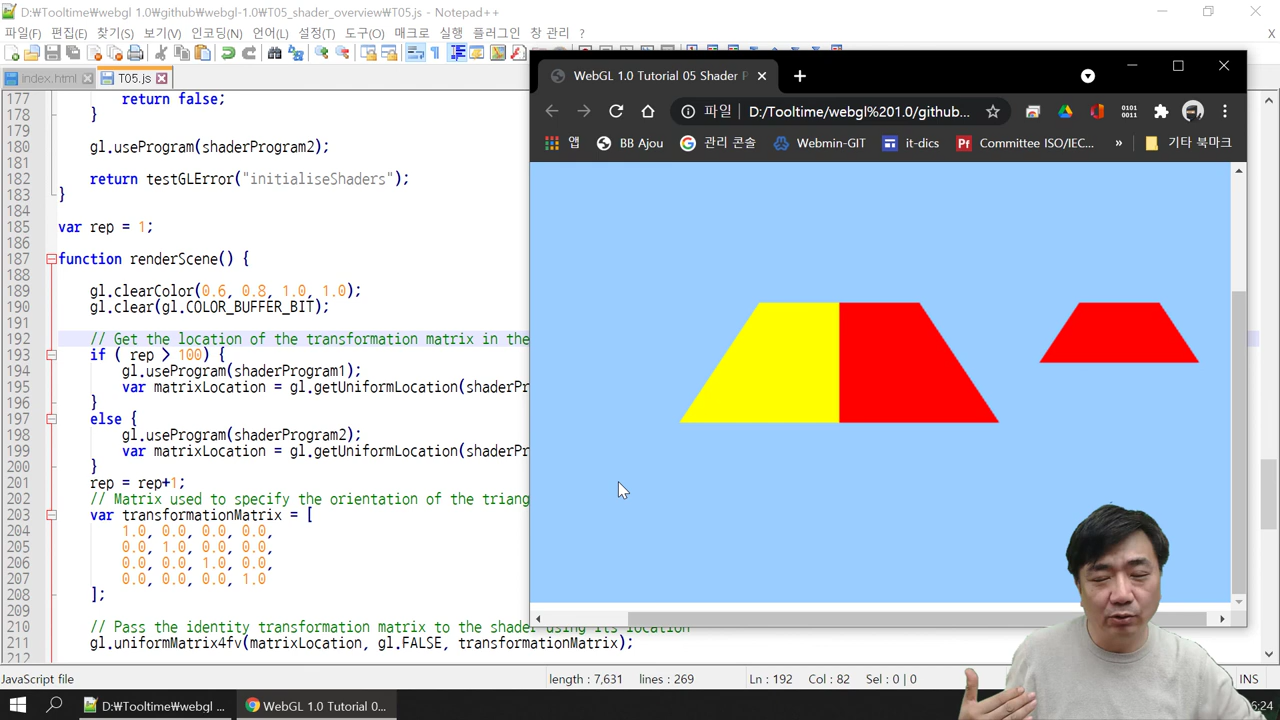 D:₩Tooltime₩webgl 1.0₩github₩webgl-1.0₩T05_shader_overview₩T05.js - Notepad++
파일(F) 편집(E) 찾기(S) 보기(V) 인코딩(N) 언어(L) 설정(T) 도구(O) 매크로 실행 플러그인 창 관리 ? X
index.html T05.js
WebGL 1.0 Tutorial 05 Shader P
파일 D:/Tooltime/webgl%201.0/github...
앱 BB Ajou 관리 콘솔 Webmin-GIT it-dics Committee ISO/IEC... » 기타 북마크
177 return false;
178 }
179
180 gl.useProgram(shaderProgram2);
181
182 return testGLError("initialiseShaders");
183 }
184
185 var rep = 1;
186
187 function renderScene() {
188
189 gl.clearColor(0.6, 0.8, 1.0, 1.0);
190 gl.clear(gl.COLOR_BUFFER_BIT);
191
192 // Get the location of the transformation matrix in the
193 if ( rep > 100) {
194 gl.useProgram(shaderProgram1);
195 var matrixLocation = gl.getUniformLocation(shaderPr
196 }
197 else {
198 gl.useProgram(shaderProgram2);
199 var matrixLocation = gl.getUniformLocation(shaderPr
200 }
201 rep = rep+1;
202 // Matrix used to specify the orientation of the triang
203 var transformationMatrix = [
204 1.0, 0.0, 0.0, 0.0,
205 0.0, 1.0, 0.0, 0.0,
206 0.0, 0.0, 1.0, 0.0,
207 0.0, 0.0, 0.0, 1.0
208 ];
209
210 // Pass the identity transformation matrix to the shader using its location
211 gl.uniformMatrix4fv(matrixLocation, gl.FALSE, transformationMatrix);
212
JavaScript file length : 7,631 lines : 269 Ln : 192 Col : 82 Sel : 0 | 0 INS
D:₩Tooltime₩webgl ... WebGL 1.0 Tutorial 0... 6:24